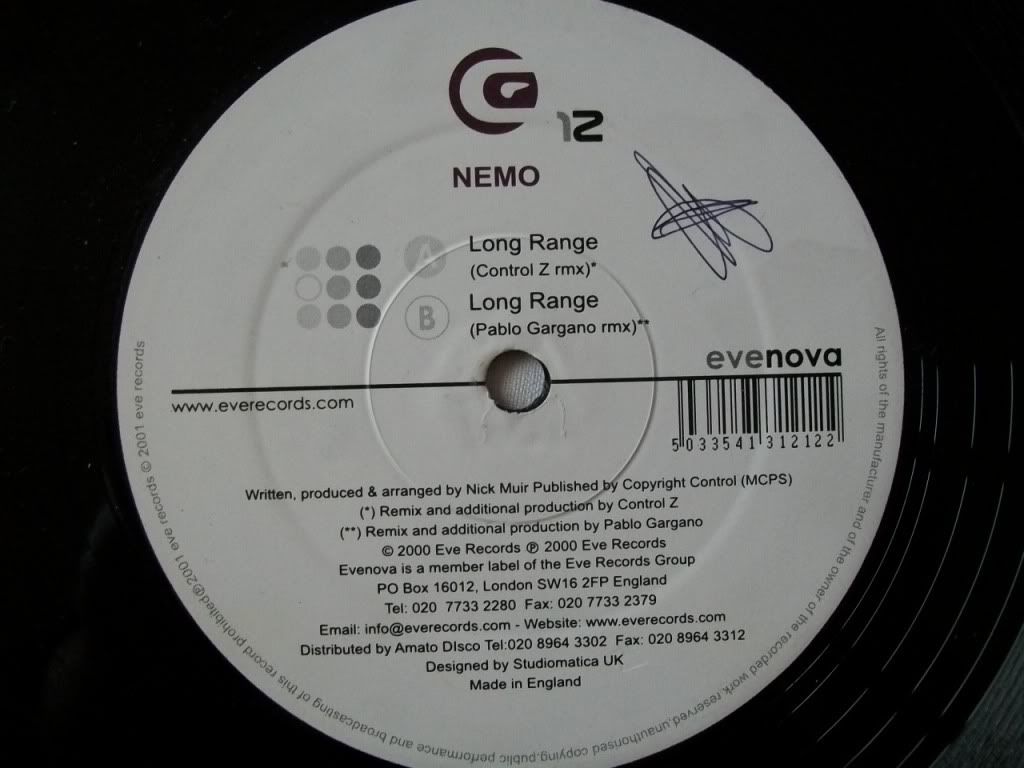 12
NEMO
A
Long Range
* (Control Z rmx)*
B
Long Range
(Pablo Gargano rmx)**
evenova
www.everecords.com
5 033541 312122
Written, produced & arranged by Nick Muir Published by Copyright Control (MCPS)
(*) Remix and additional production by Control Z
(**) Remix and additional production by Pablo Gargano
© 2000 Eve Records ℗ 2000 Eve Records
Evenova is a member label of the Eve Records Group
PO Box 16012, London SW16 2FP England
Tel: 020 7733 2280 Fax: 020 7733 2379
Email: info@everecords.com - Website: www.everecords.com
Distributed by Amato DIsco Tel:020 8964 3302 Fax: 020 8964 3312
Designed by Studiomatica UK
Made in England
All rights of the manufacturer and of the owner of the recorded work reserved,unauthorised copying,public performance and broadcasting of this record prohibited℗2001 eve records © 2001 eve records